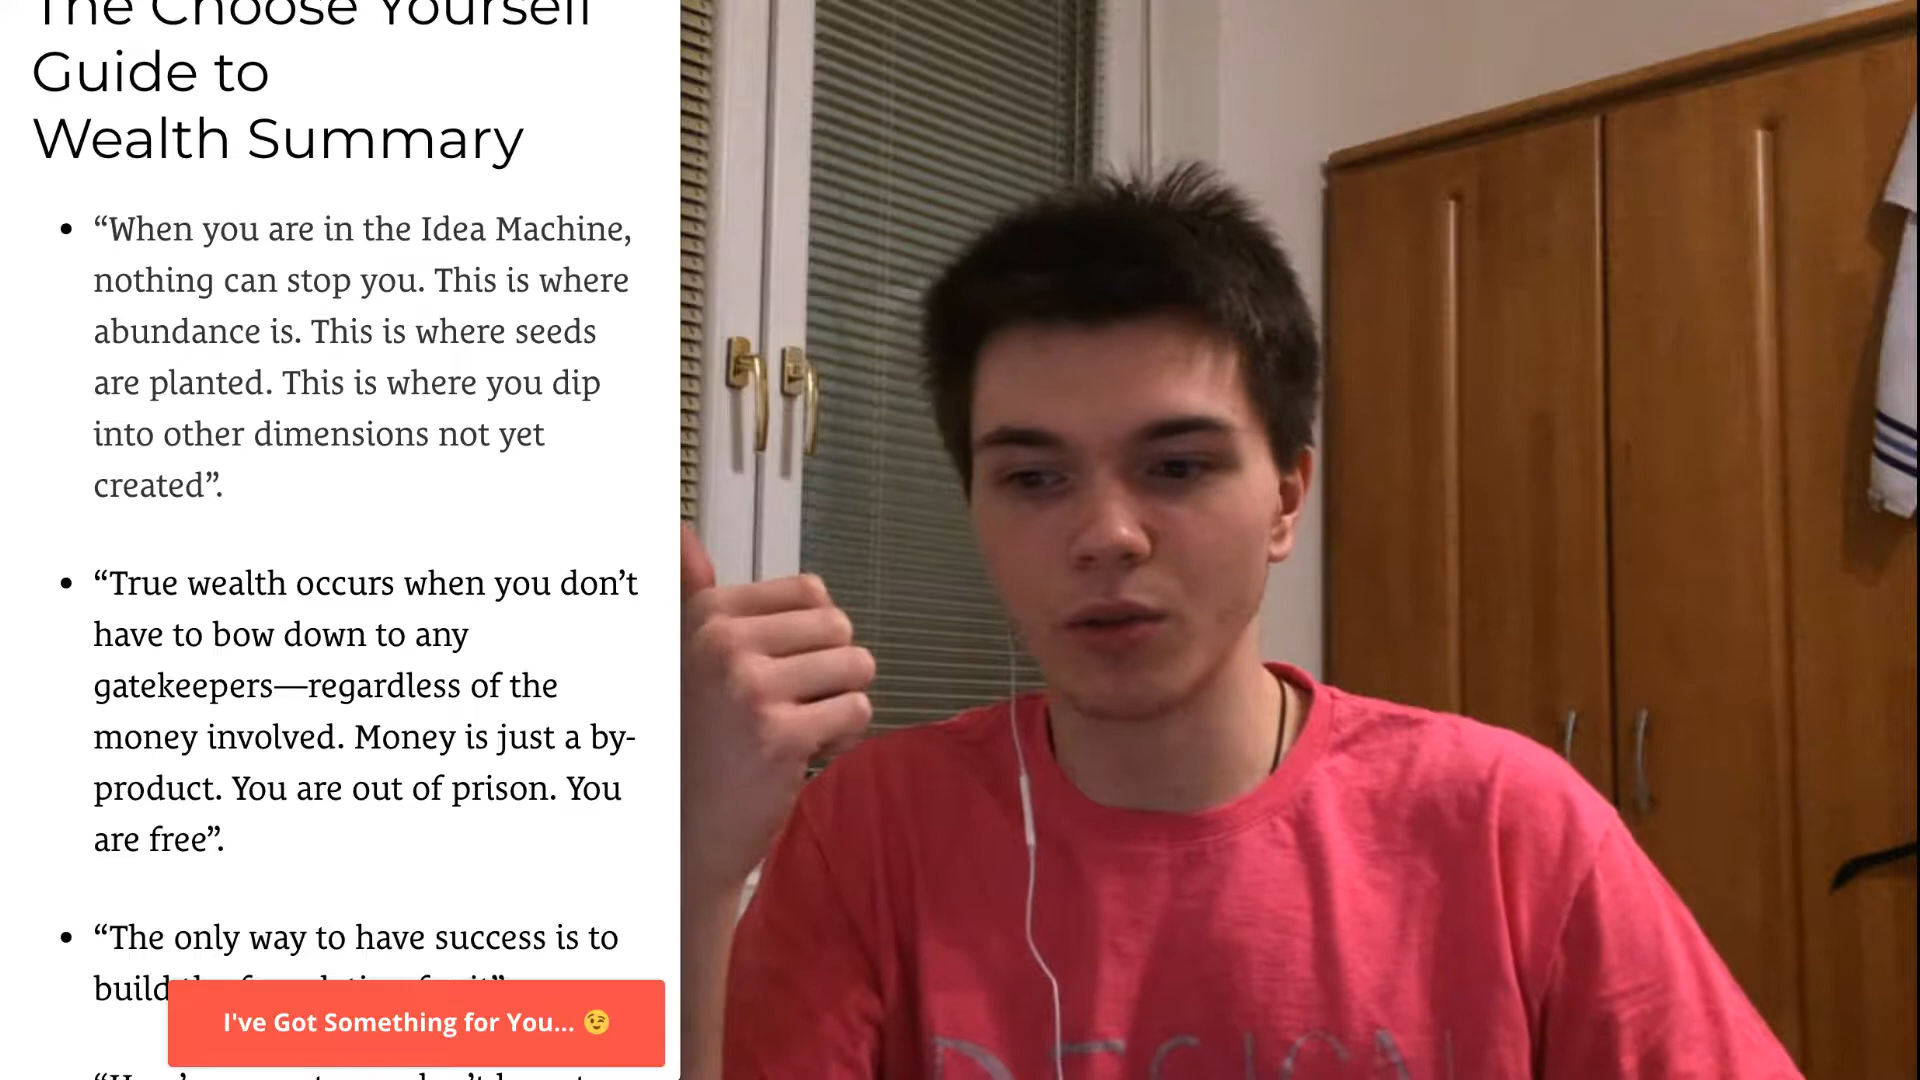 The Choose Yourself
Guide to
Wealth Summary
• “When you are in the Idea Machine,
nothing can stop you. This is where
abundance is. This is where seeds
are planted. This is where you dip
into other dimensions not yet
created”.
• “True wealth occurs when you don’t
have to bow down to any
gatekeepers—regardless of the
money involved. Money is just a by-
product. You are out of prison. You
are free”.
• “The only way to have success is to
build
I've Got Something for You... 😉